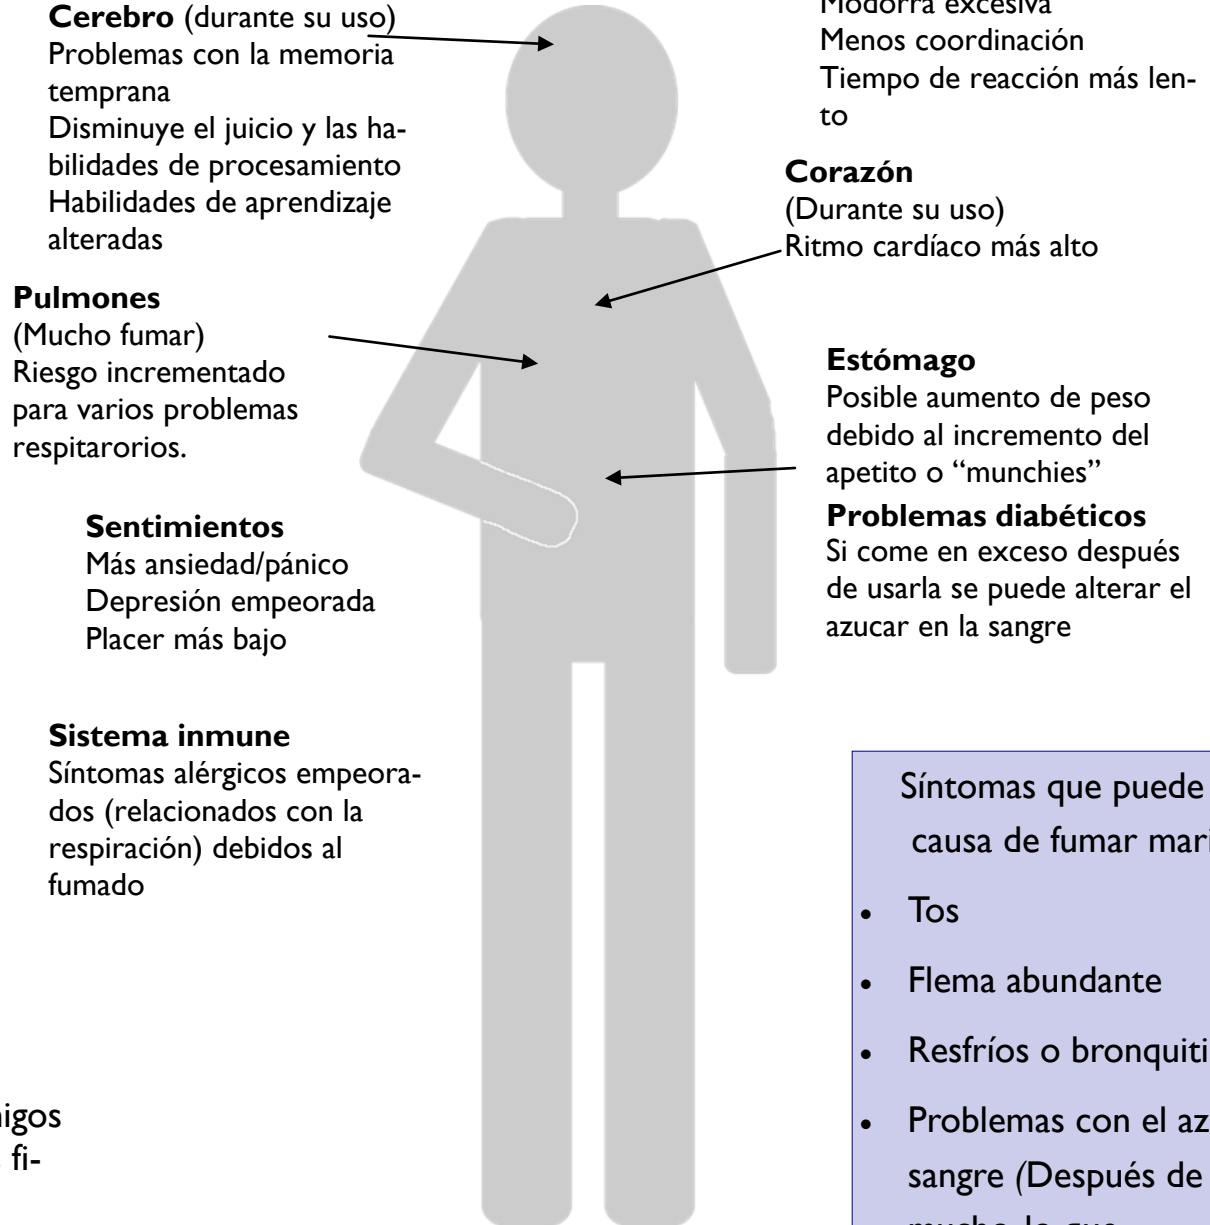 Cerebro (durante su uso)
Problemas con la memoria
temprana
Disminuye el juicio y las ha-
bilidades de procesamiento
Habilidades de aprendizaje
alteradas
Modorra excesiva
Menos coordinación
Tiempo de reacción más len-
to
Corazón
(Durante su uso)
Ritmo cardíaco más alto
Pulmones
(Mucho fumar)
Riesgo incrementado
para varios problemas
respitarorios.
Estómago
Posible aumento de peso
debido al incremento del
apetito o “munchies”
Problemas diabéticos
Si come en exceso después
de usarla se puede alterar el
azucar en la sangre
Sentimientos
Más ansiedad/pánico
Depresión empeorada
Placer más bajo
Sistema inmune
Síntomas alérgicos empeora-
dos (relacionados con la
respiración) debidos al
fumado
Síntomas que puede
causa de fumar mari
• Tos
• Flema abundante
• Resfríos o bronquiti
• Problemas con el az
sangre (Después de
mucho, lo que
igos
fi-